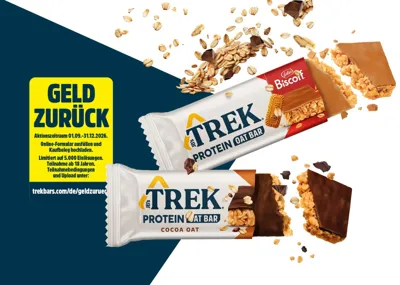 GELD
ZURÜCK
Aktionszeitraum 01.09.-31.12.2026.
Online-Formular ausfüllen und
Kaufbeleg hochladen.
Limitiert auf 5.000 Einlösungen.
Teilnahme ab 18 Jahren.
Teilnahmebedingungen
und Upload unter:
trekbars.com/de/geldzurueck
Lotus
Biscoff
TREK
PROTEIN OAT BAR
TREK
PROTEIN OAT BAR
COCOA OAT